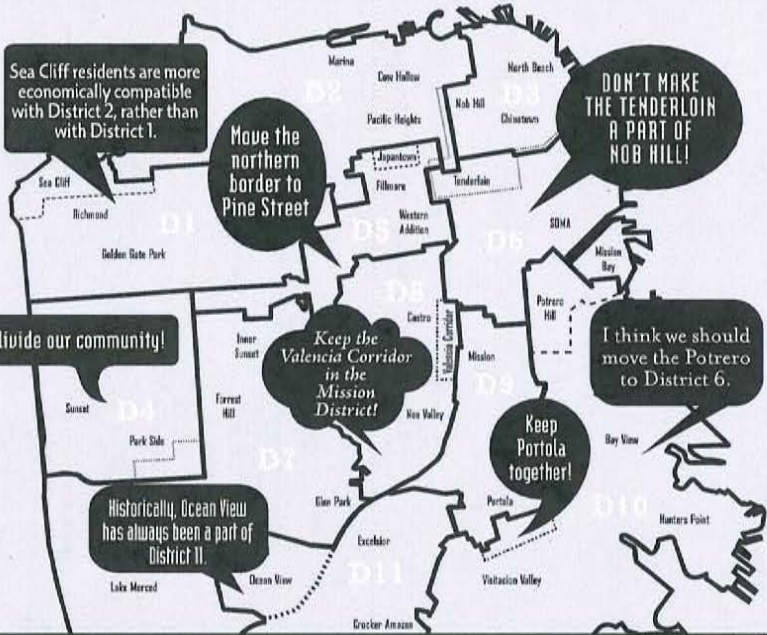 Sea Cliff residents are more
economically compatible
with District 2, rather than
with District 1.
Move the
northern
border to
Pine Street
DON'T MAKE
THE TENDERLOIN
A PART OF
NOB HILL!
Marina
Cow Hollow
D2
Pacific Heights
North Beach
Nob Hill
D3
Chinatown
Japantown
Fillmore
Tenderloin
Sea Cliff
Richmond
D1
Golden Gate Park
Western
Addition
D5
D6
SOMA
Mission
Bay
D8
Castro
Valencia Corridor
Potrero
Hill
Mission
D9
divide our community!
Inner
Sunset
Keep the
Valencia Corridor
in the
Mission
District!
I think we should
move the Potrero
to District 6.
Sunset
D4
Forrest
Hill
Noe Valley
Park Side
D7
Keep
Portola
together!
Bay View
Glen Park
Portola
D10
Hunters Point
Historically, Ocean View
has always been a part of
District 11.
Excelsior
Ocean View
D11
Visitacion Valley
Lake Merced
Crocker Amazon